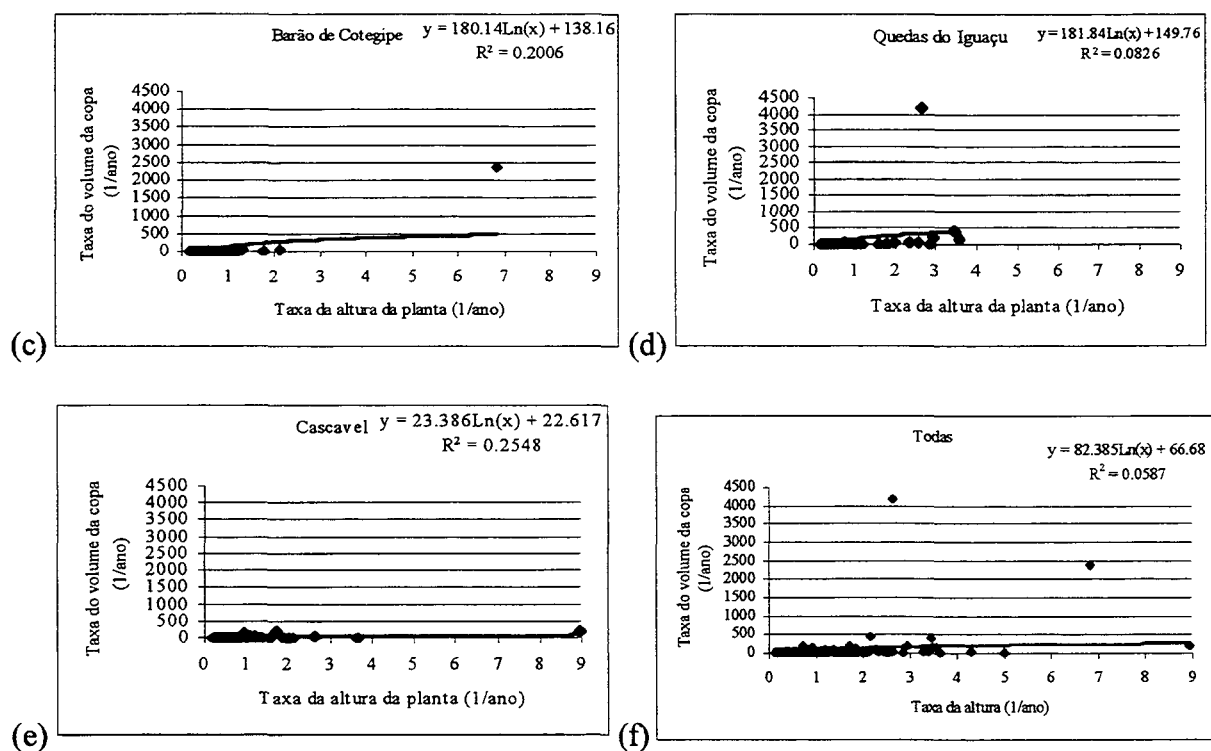 Barão de Cotegipe y = 180.14Ln(x) + 138.16
R² = 0.2006
Taxa do volume da copa
(1/ano)
4500
4000
3500
3000
2500
2000
1500
1000
500
0
0 1 2 3 4 5 6 7 8 9
Taxa da altura da planta (1/ano)
(c)
Quedas do Iguaçu y=181.84Ln(x)+149.76
R² = 0.0826
Taxa do volume da copa
(1/ano)
4500
4000
3500
3000
2500
2000
1500
1000
500
0
0 1 2 3 4 5 6 7 8 9
Taxa da altura da planta (1/ano)
(d)
Cascavel y = 23.386Ln(x) + 22.617
R² = 0.2548
Taxa do volume da copa
(1/ano)
4500
4000
3500
3000
2500
2000
1500
1000
500
0
0 1 2 3 4 5 6 7 8 9
Taxa da altura da planta (1/ano)
(e)
Todas
y = 82.385Ln(x) + 66.68
R² = 0.0587
Taxa do volume da copa
(1/ano)
4500
4000
3500
3000
2500
2000
1500
1000
500
0
0 1 2 3 4 5 6 7 8 9
Taxa da altura (1/ano)
(f)